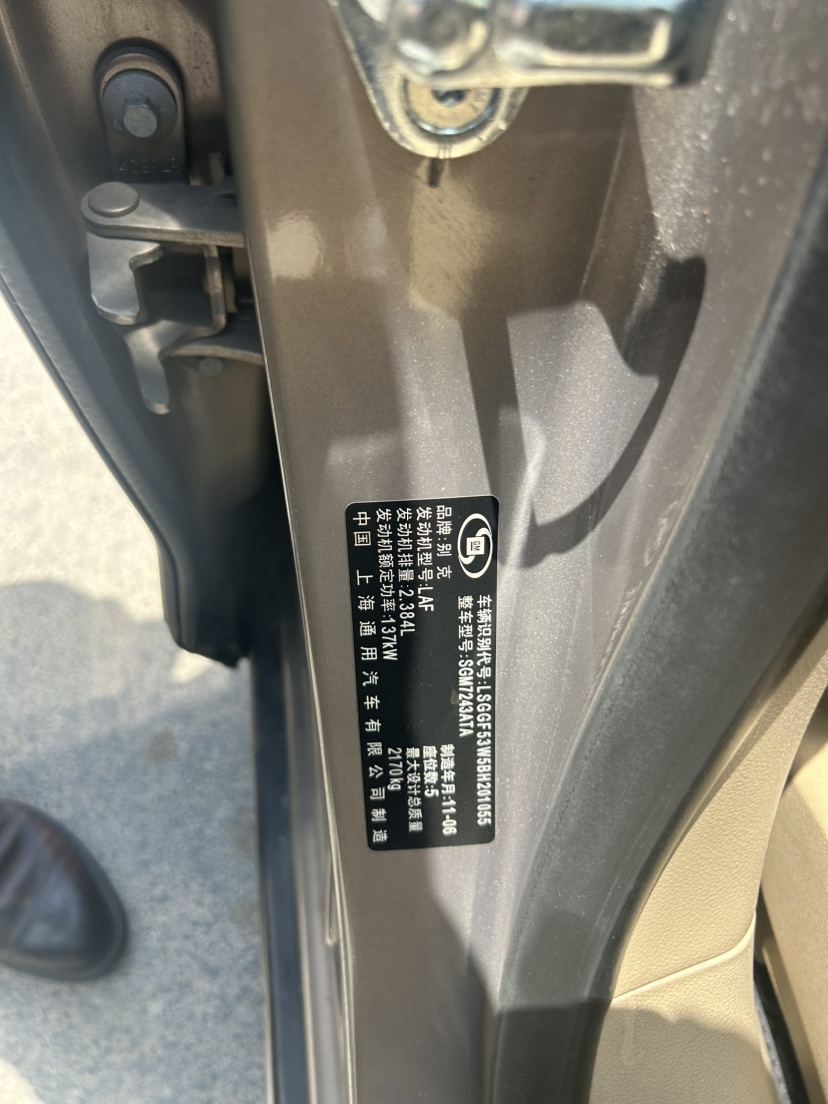 GM
车辆识别代号:LSGGF53W5BH201055
整车型号:SGM7243ATA
品牌:别克
制造年月:11-06
发动机型号:LAF
座位数:5
发动机排量:2.384L
最大设计总质量
发动机额定功率:137kW
2170kg
中国 上海通用汽车有限公司制造